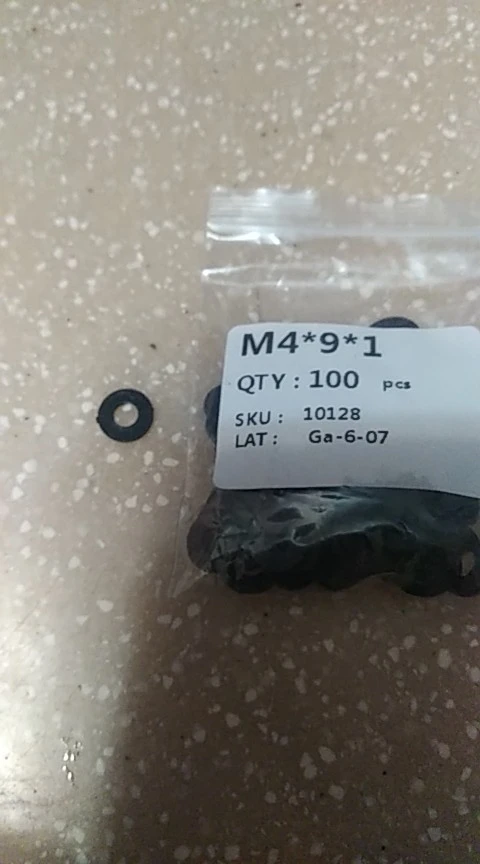 M4*9*1
QTY : 100 pcs
SKU : 10128
LAT : Ga-6-07